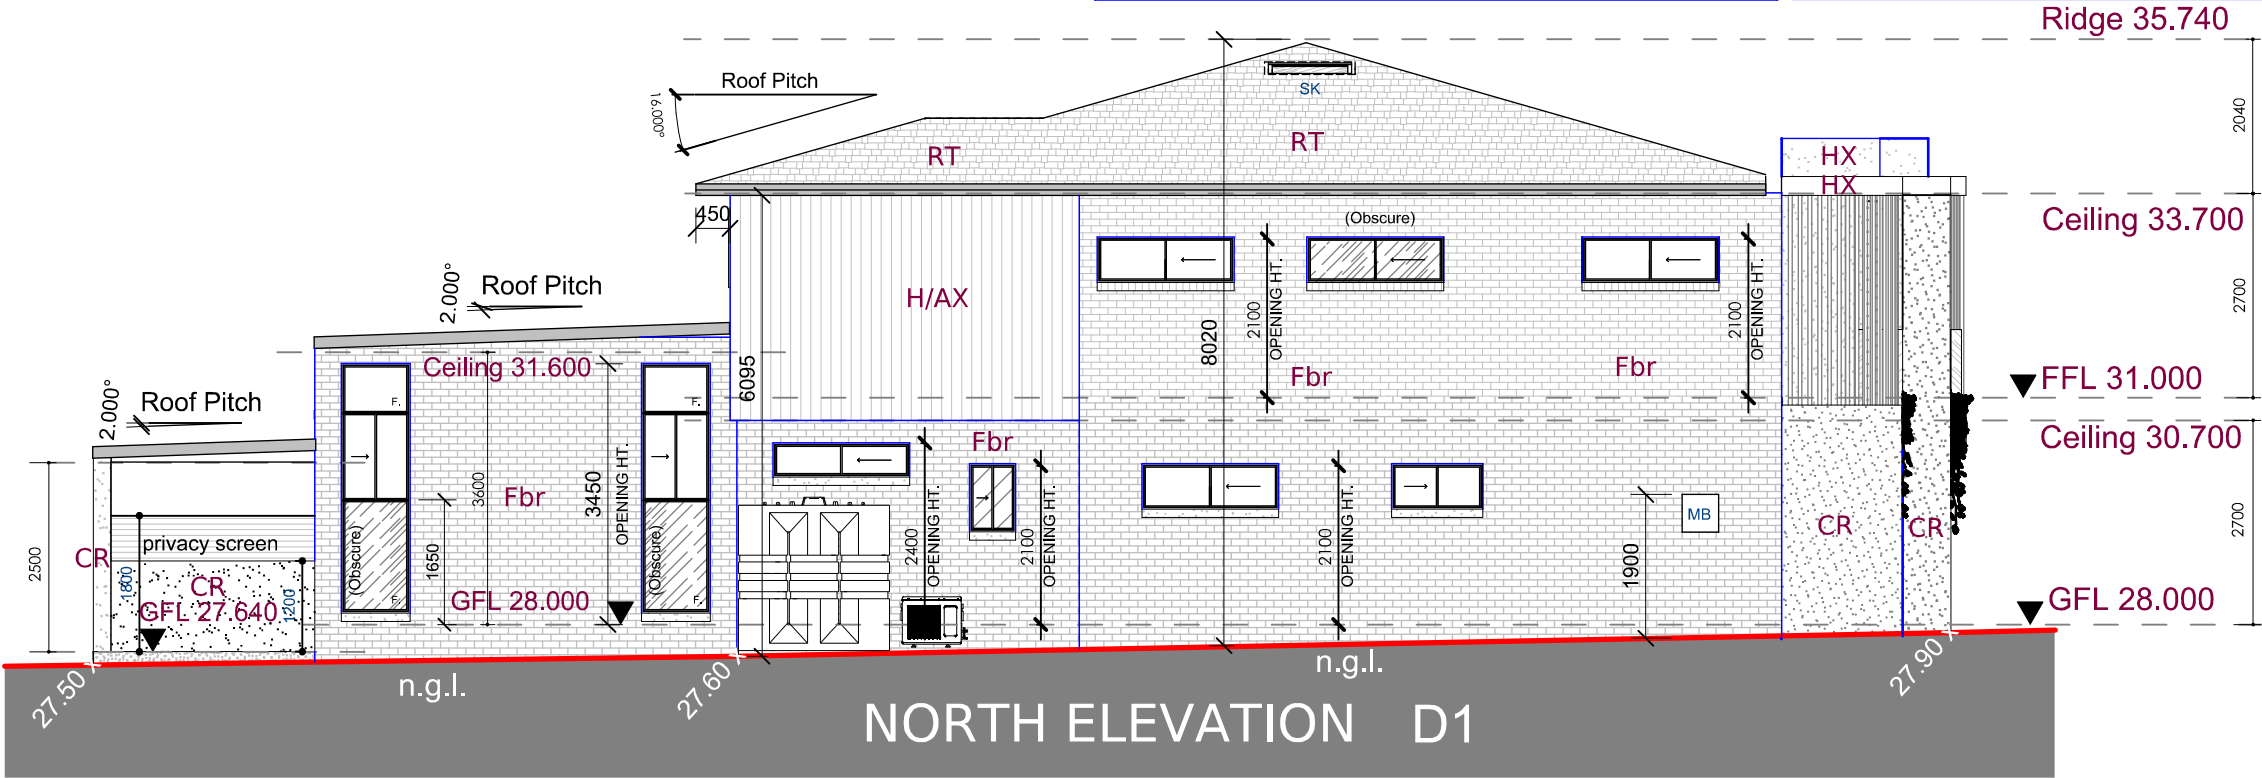 Ridge 35.740
Roof Pitch
16.000°
SK
RT
RT
2040
HX
HX
450
(Obscure)
Ceiling 33.700
2.000°
Roof Pitch
H/AX
2100
OPENING HT.
2100
OPENING HT.
2700
8020
Ceiling 31.600
6095
Fbr
Fbr
FFL 31.000
2.000°
Roof Pitch
F.
F.
Fbr
Ceiling 30.700
3600
Fbr
3450
OPENING HT.
2400
OPENING HT.
2100
OPENING HT.
2100
OPENING HT.
1900
MB
CR
CR
2700
2500
CR
privacy screen
1800
CR
1200
GFL 27.640
(Obscure)
F.
1650
GFL 28.000
(Obscure)
F.
GFL 28.000
27.50 x
n.g.l.
27.60 x
n.g.l.
27.90 x
NORTH ELEVATION D1